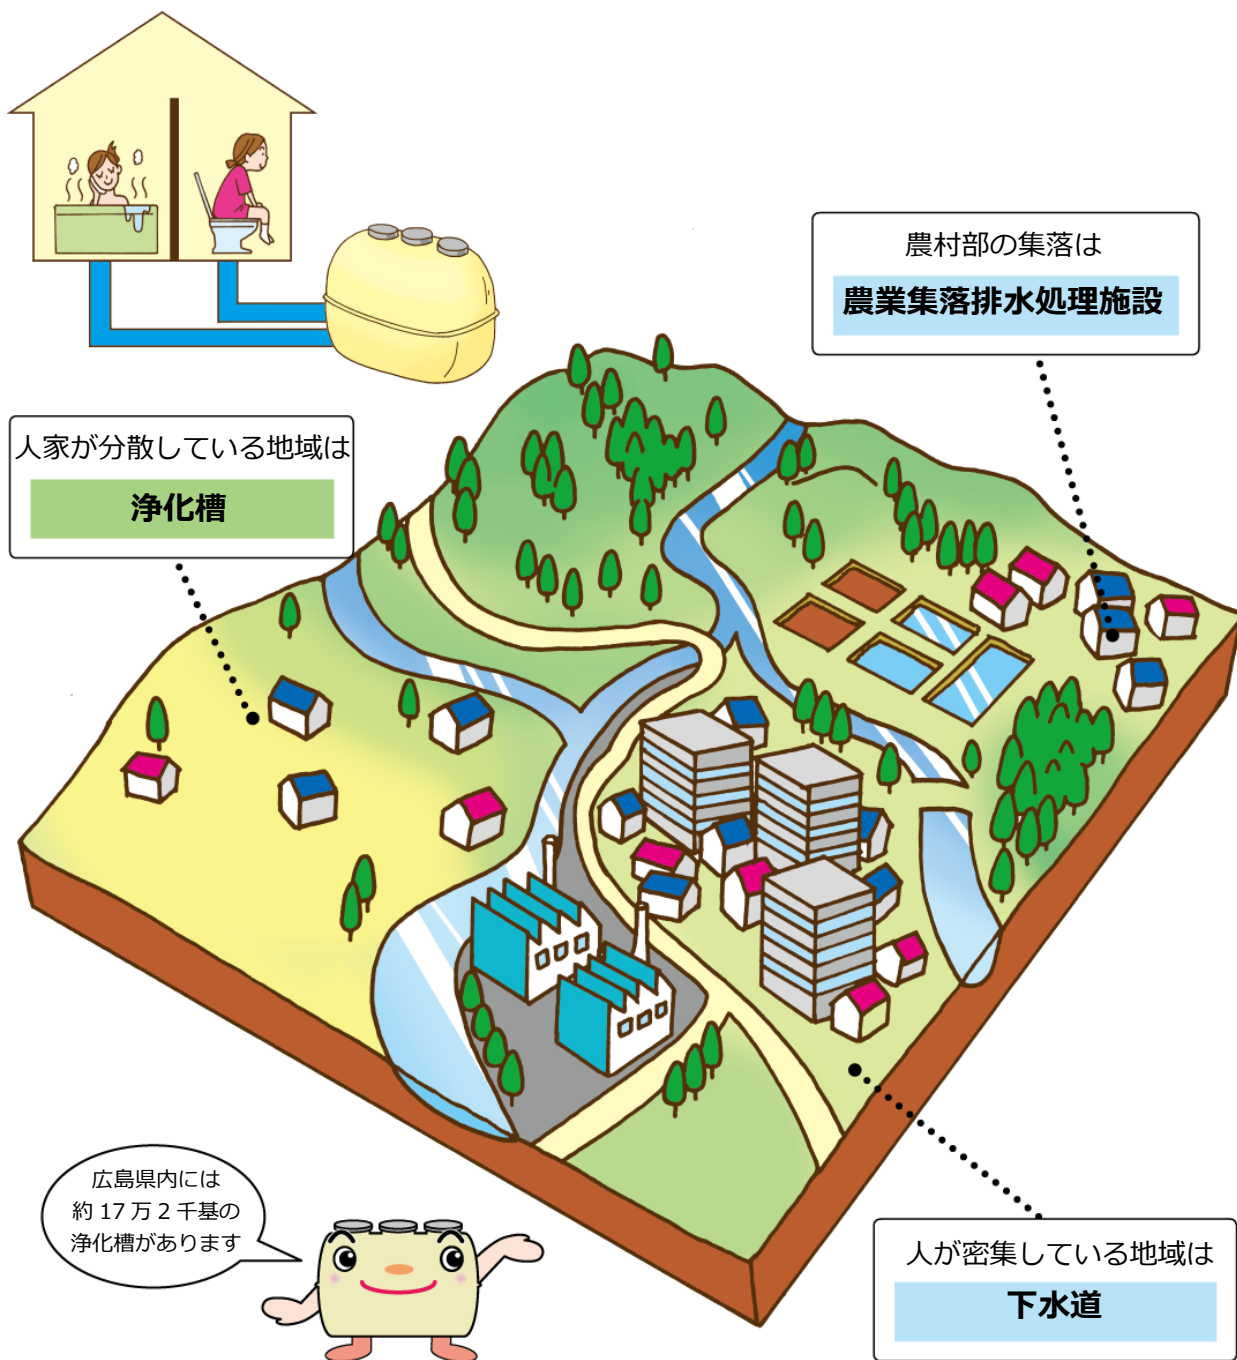 農村部の集落は
農業集落排水処理施設
人家が分散している地域は
浄化槽
広島県内には
約 17 万 2 千基の
浄化槽があります
人が密集している地域は
下水道